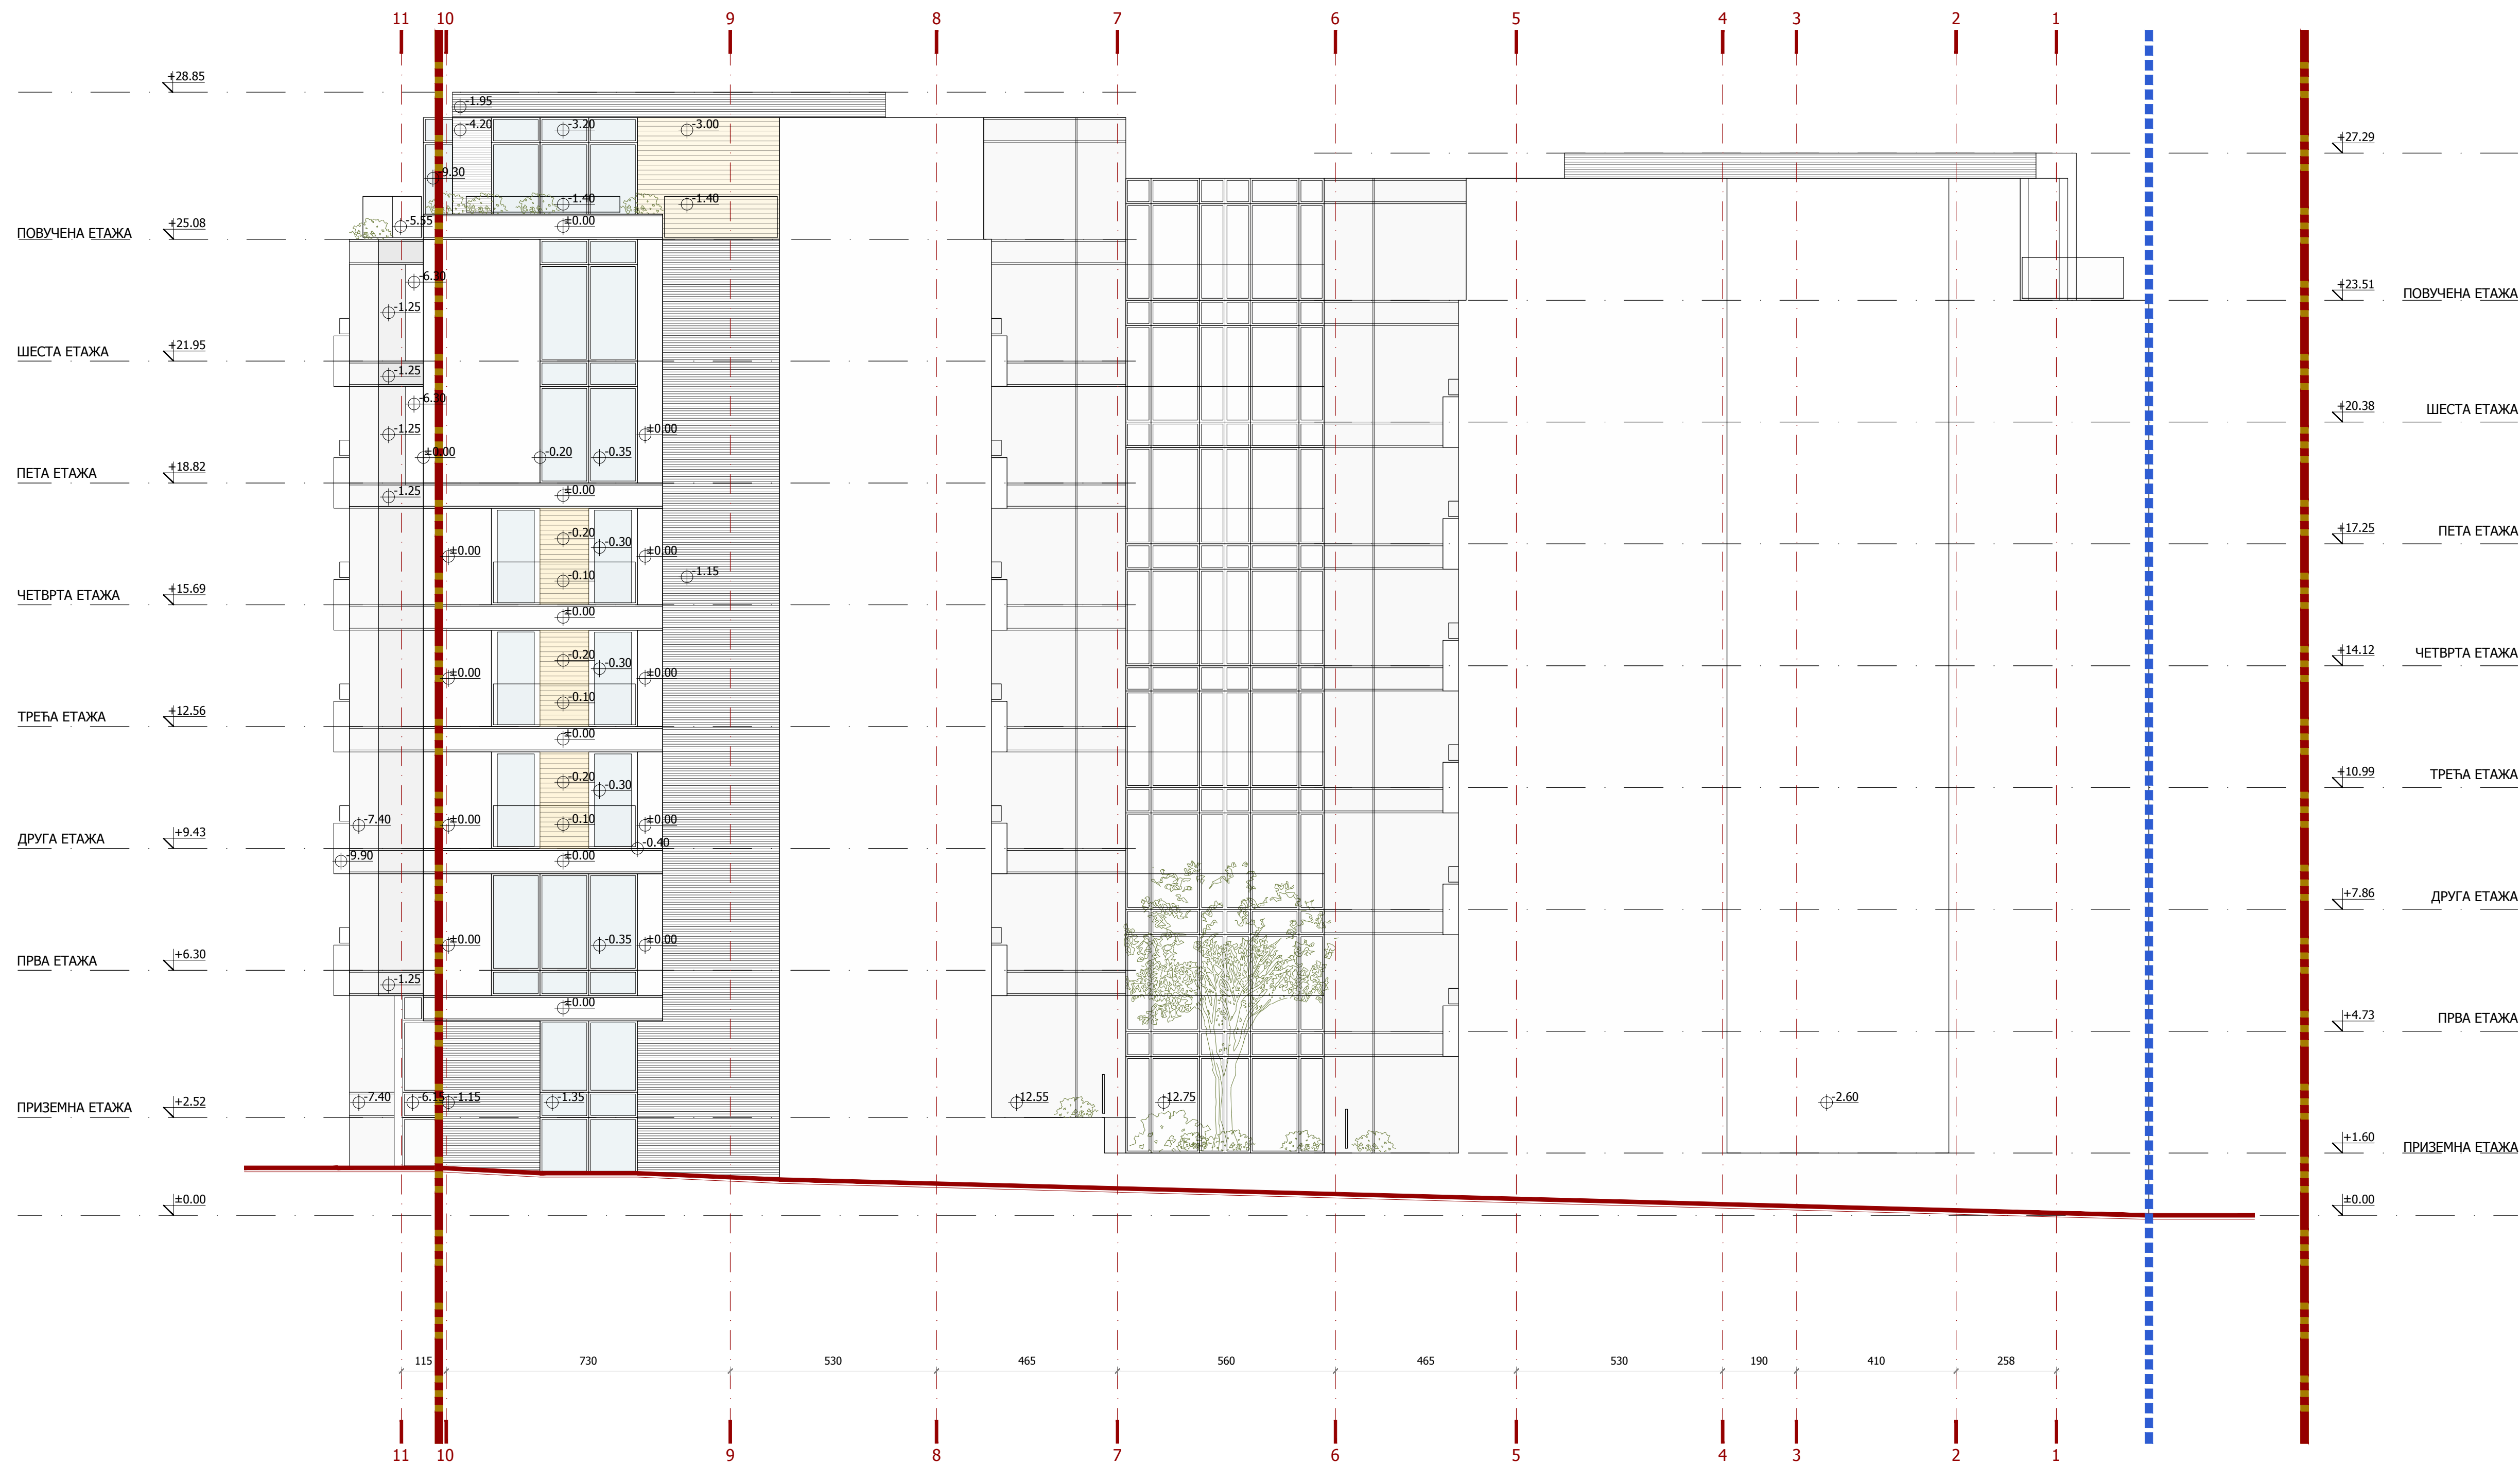 11 10 9 8 7 6 5 4 3 2 1
+28.85
-1.95
-4.20 -3.20 -3.00
+27.29
-9.30
-1.40 -1.40
-5.55 ±0.00
ПОВУЧЕНА ЕТАЖА +25.08
-6.30
+23.51 ПОВУЧЕНА ЕТАЖА
-1.25
ШЕСТА ЕТАЖА +21.95
-1.25
-6.30
+20.38 ШЕСТА ЕТАЖА
-1.25 ±0.00
±0.00 -0.20 -0.35
ПЕТА ЕТАЖА +18.82
-1.25 ±0.00
-0.20
+17.25 ПЕТА ЕТАЖА
±0.00 -0.30 ±0.00
-0.10 -1.15
ЧЕТВРТА ЕТАЖА +15.69
±0.00
-0.20
+14.12 ЧЕТВРТА ЕТАЖА
±0.00 -0.30 ±0.00
-0.10
ТРЕЋА ЕТАЖА +12.56
±0.00
-0.20
+10.99 ТРЕЋА ЕТАЖА
-0.30
-7.40 ±0.00 -0.10 ±0.00
ДРУГА ЕТАЖА +9.43
-0.40
-9.90 ±0.00
+7.86 ДРУГА ЕТАЖА
±0.00 -0.35 ±0.00
ПРВА ЕТАЖА +6.30
-1.25
±0.00
+4.73 ПРВА ЕТАЖА
ПРИЗЕМНА ЕТАЖА +2.52
-7.40 -6.15 -1.15 -1.35 -12.55 -12.75 -2.60
+1.60 ПРИЗЕМНА ЕТАЖА
±0.00 ±0.00
115 730 530 465 560 465 530 190 410 258
11 10 9 8 7 6 5 4 3 2 1